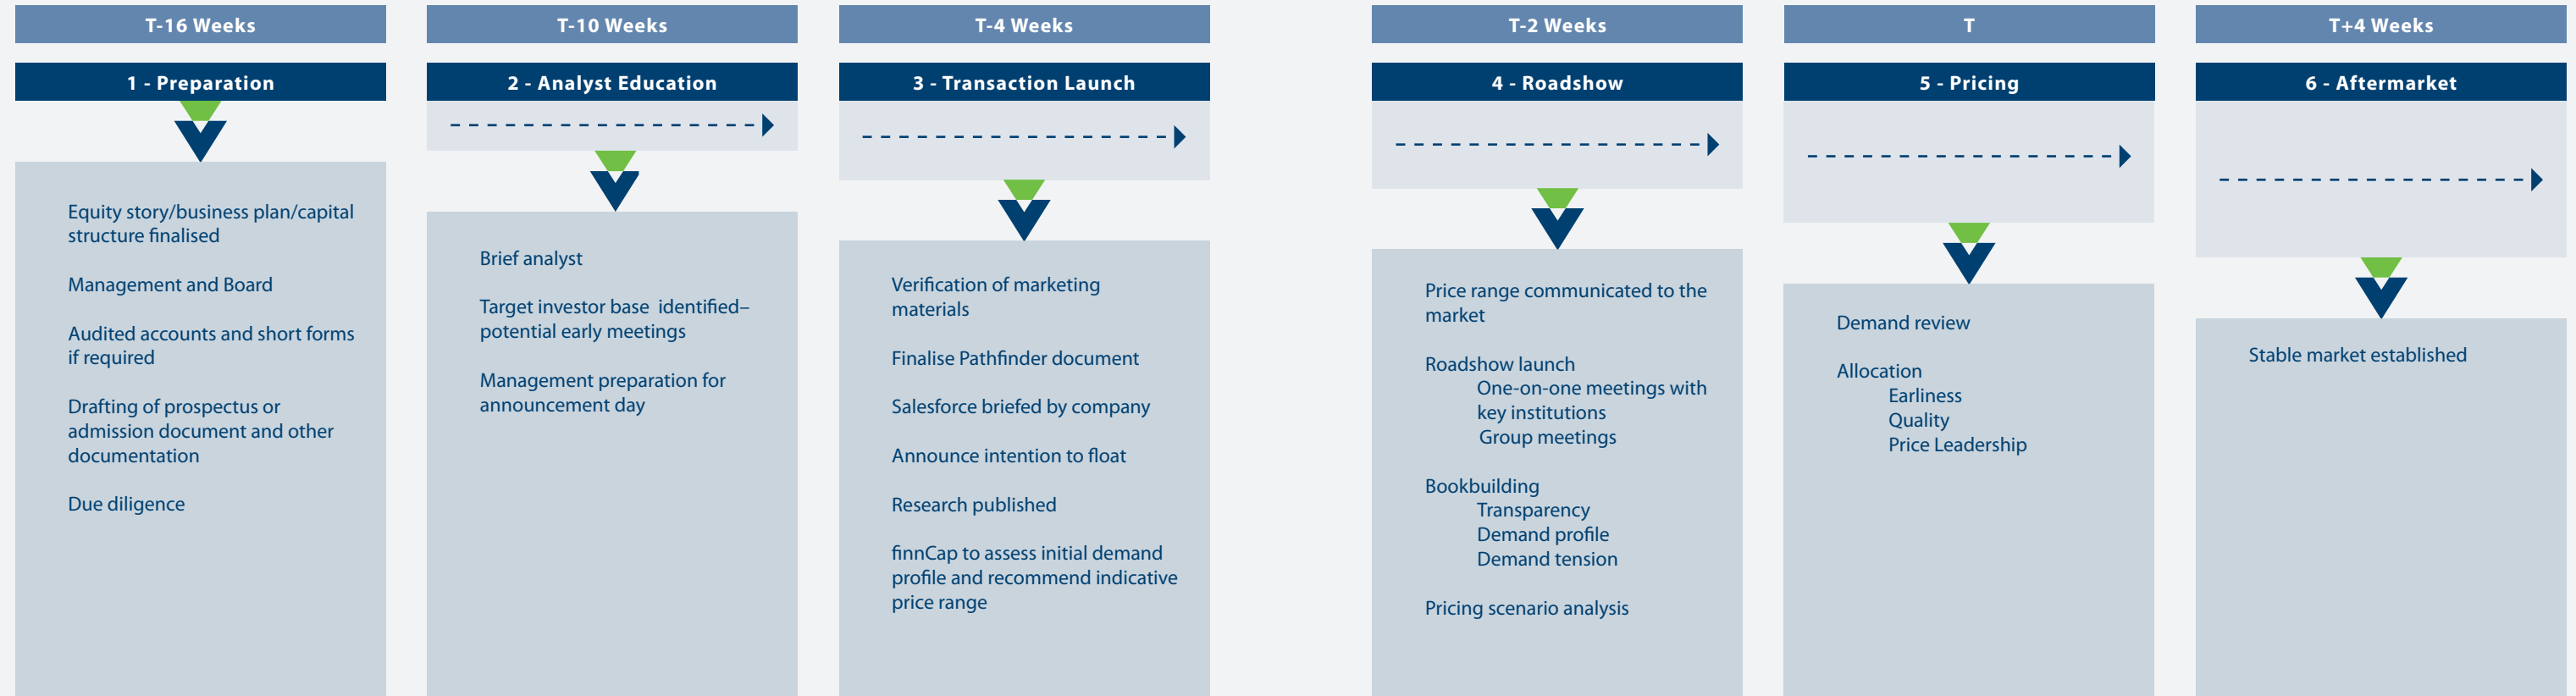 T-16 Weeks
1 - Preparation
Equity story/business plan/capital
structure finalised
Management and Board
Audited accounts and short forms
if required
Drafting of prospectus or
admission document and other
documentation
Due diligence
T-10 Weeks
2 - Analyst Education
Brief analyst
Target investor base identified–
potential early meetings
Management preparation for
announcement day
T-4 Weeks
3 - Transaction Launch
Verification of marketing
materials
Finalise Pathfinder document
Salesforce briefed by company
Announce intention to float
Research published
finnCap to assess initial demand
profile and recommend indicative
price range
T-2 Weeks
4 - Roadshow
Price range communicated to the
market
Roadshow launch
One-on-one meetings with
key institutions
Group meetings
Bookbuilding
Transparency
Demand profile
Demand tension
Pricing scenario analysis
T
5 - Pricing
Demand review
Allocation
Earliness
Quality
Price Leadership
T+4 Weeks
6 - Aftermarket
Stable market established